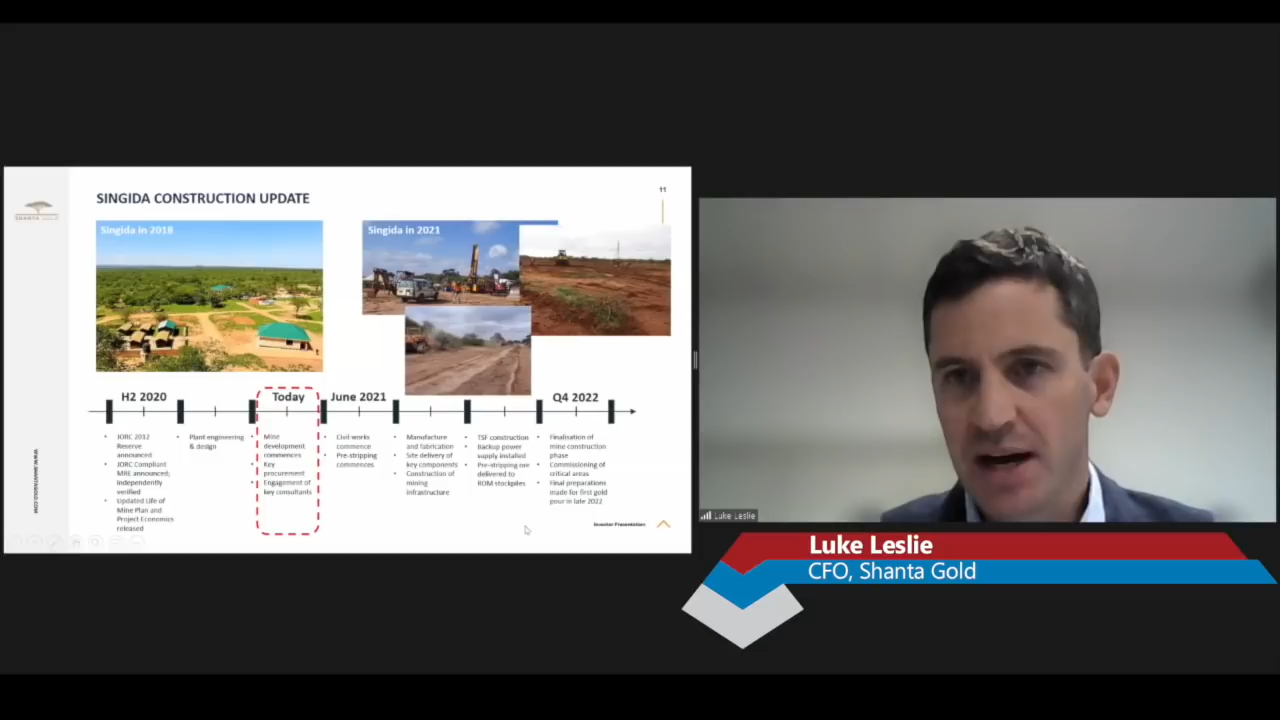 SINGIDA CONSTRUCTION UPDATE
11
SHANTA GOLD
Singida in 2018
Singida in 2021
H2 2020
Today
June 2021
Q4 2022
• JORC 2012
Reserve
announced
• JORC Compliant
MRE announced;
independently
verified
• Updated Life of
Mine Plan and
Project Economics
released
• Plant engineering
& design
• Mine
development
commences
• Key
procurement
• Engagement of
key consultants
• Civil works
commence
• Pre-stripping
commences
• Manufacture
and fabrication
• Site delivery of
key components
• Construction of
mining
infrastructure
• TSF construction
• Backup power
supply installed
• Pre-stripping ore
delivered to
ROM stockpiles
• Finalisation of
mine construction
phase
• Commissioning of
critical areas
• Final preparations
made for first gold
pour in late 2022
WWW.SHANTAGOLD.COM
Investor Presentation
Luke Leslie
Luke Leslie
CFO, Shanta Gold